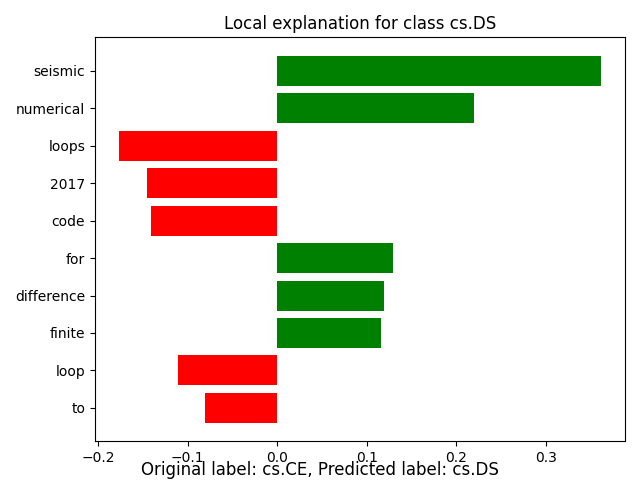 Local explanation for class cs.DS
seismic
numerical
loops
2017
code
for
difference
finite
loop
to
−0.2 −0.1 0.0 0.1 0.2 0.3
Original label: cs.CE, Predicted label: cs.DS